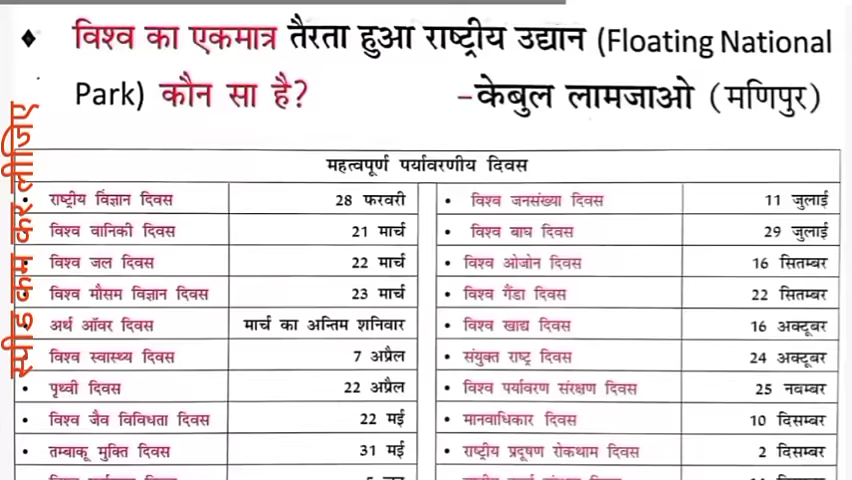 ♦ विश्व का एकमात्र तैरता हुआ राष्ट्रीय उद्यान (Floating National
Park) कौन सा है? –केबुल लामजाओ (मणिपुर)
स्पीड कम कर लीजिए
महत्वपूर्ण पर्यावरणीय दिवस
• राष्ट्रीय विज्ञान दिवस 28 फरवरी
विश्व वानिकी दिवस 21 मार्च
विश्व जल दिवस 22 मार्च
विश्व मौसम विज्ञान दिवस 23 मार्च
अर्थ ऑवर दिवस मार्च का अन्तिम शनिवार
विश्व स्वास्थ्य दिवस 7 अप्रैल
• पृथ्वी दिवस 22 अप्रैल
• विश्व जैव विविधता दिवस 22 मई
• तम्बाकू मुक्ति दिवस 31 मई
• विश्व जनसंख्या दिवस 11 जुलाई
• विश्व बाघ दिवस 29 जुलाई
• विश्व ओजोन दिवस 16 सितम्बर
• विश्व गैंडा दिवस 22 सितम्बर
• विश्व खाद्य दिवस 16 अक्टूबर
• संयुक्त राष्ट्र दिवस 24 अक्टूबर
• विश्व पर्यावरण संरक्षण दिवस 25 नवम्बर
• मानवाधिकार दिवस 10 दिसम्बर
• राष्ट्रीय प्रदूषण रोकथाम दिवस 2 दिसम्बर